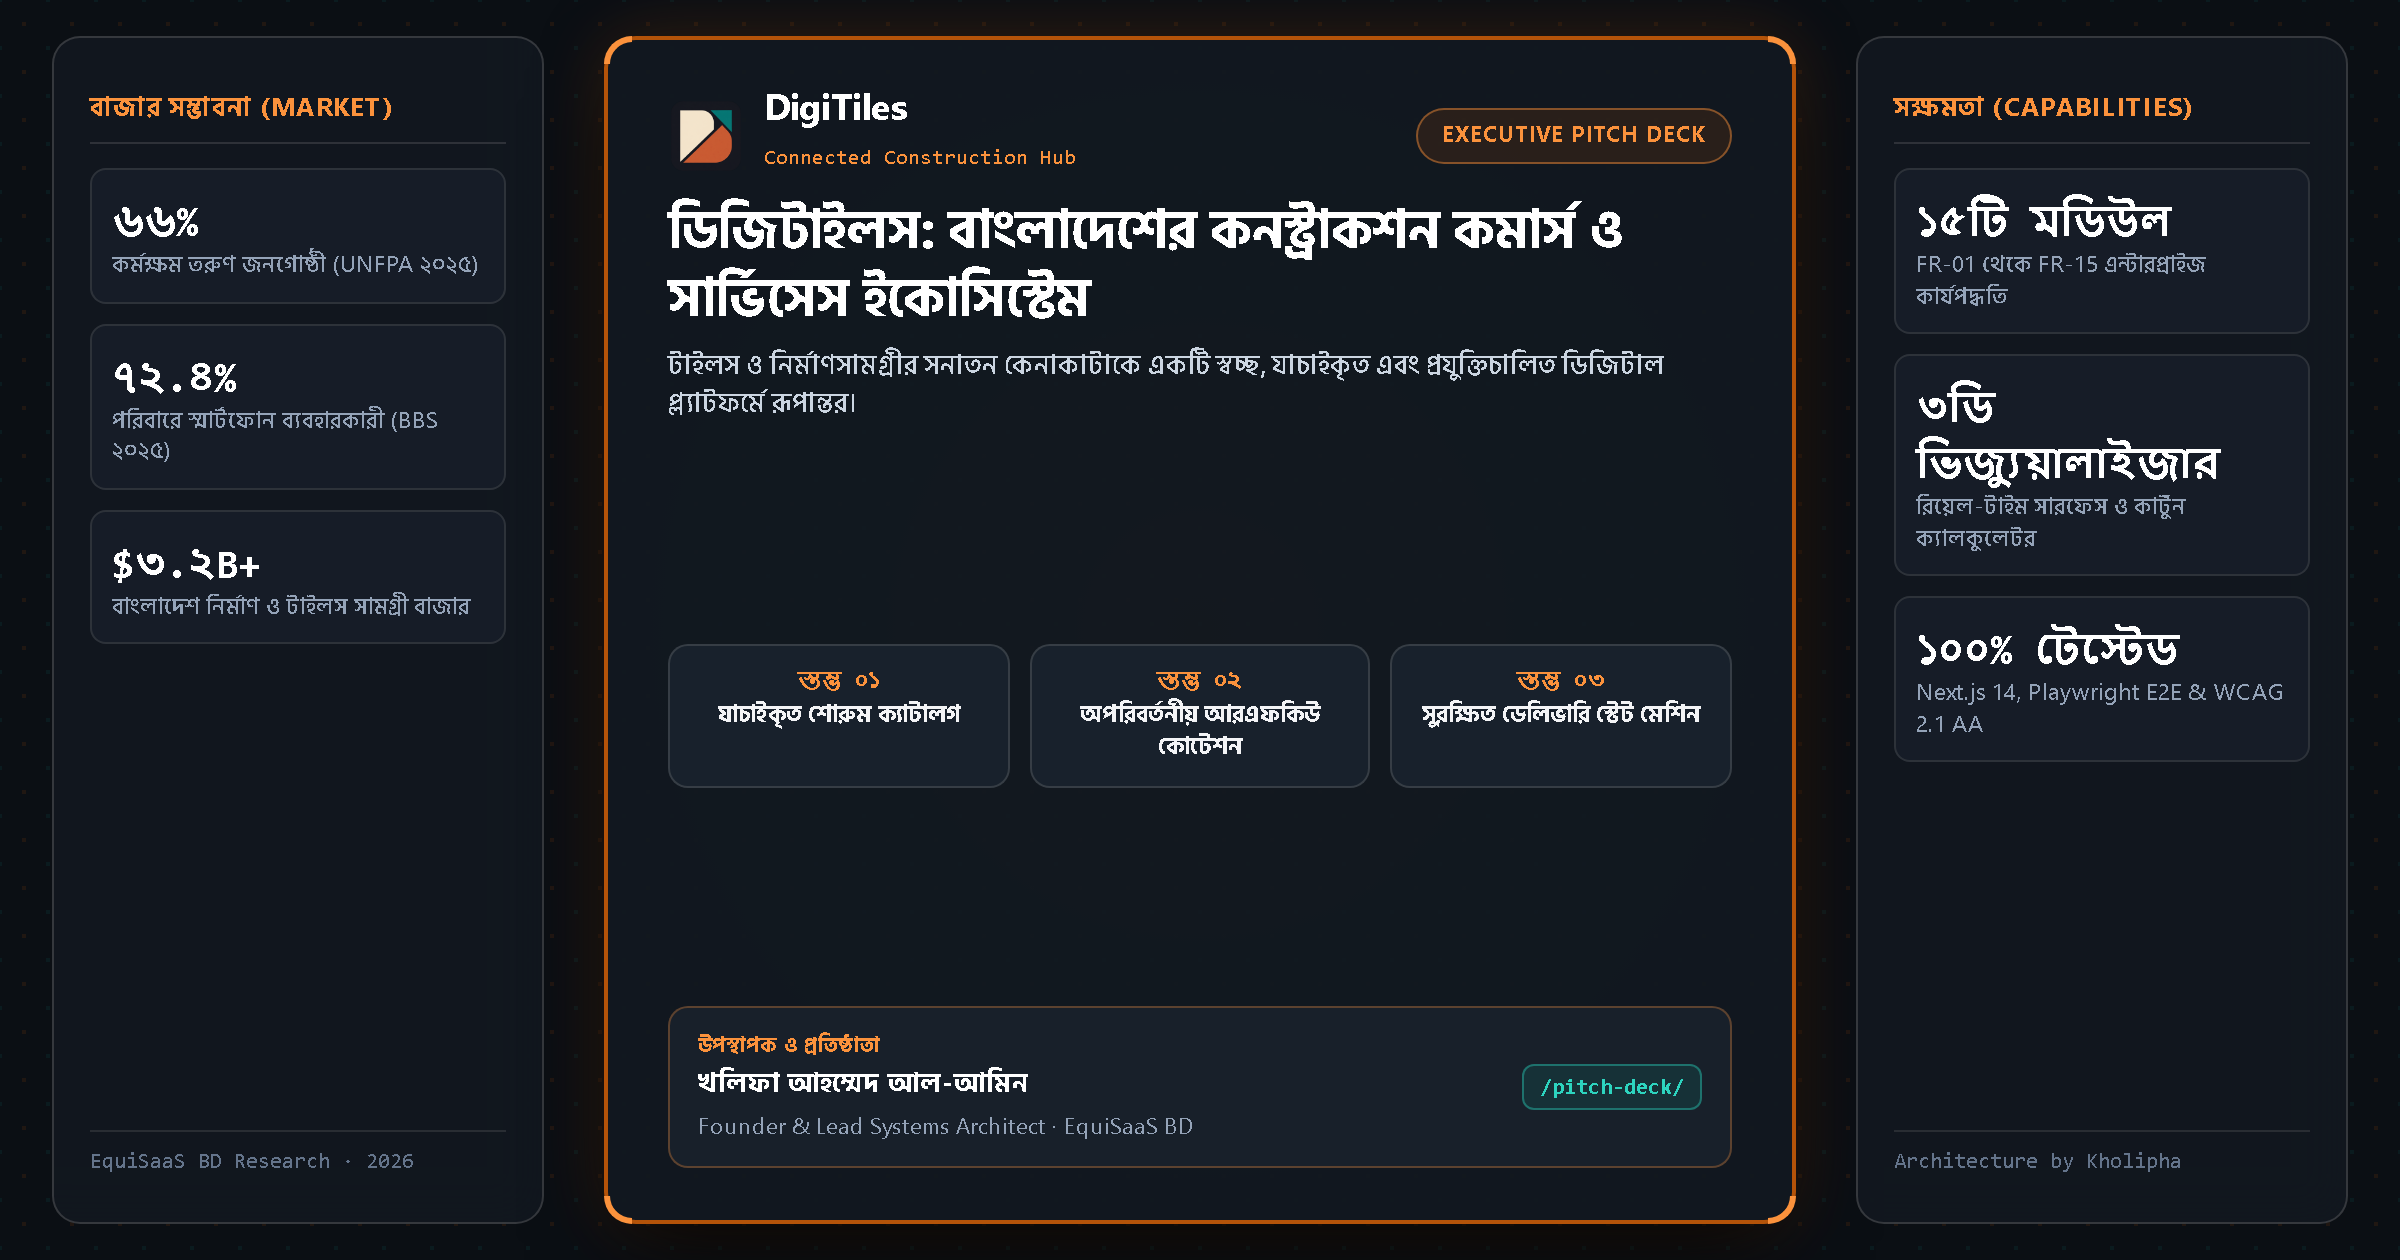 বাজার সম্ভাবনা (MARKET)
৬৬%
কর্মক্ষম তরুণ জনগোষ্ঠী (UNFPA ২০২৫)
৭২.৪%
পরিবারে স্মার্টফোন ব্যবহারকারী (BBS
২০২৫)
$৩.২B+
বাংলাদেশ নির্মাণ ও টাইলস সামগ্রী বাজার
EquiSaaS BD Research · 2026
DigiTiles
Connected Construction Hub
EXECUTIVE PITCH DECK
ডিজিটাইলস: বাংলাদেশের কনস্ট্রাকশন কমার্স ও
সার্ভিসেস ইকোসিস্টেম
টাইলস ও নির্মাণসামগ্রীর সনাতন কেনাকাটাকে একটি স্বচ্ছ, যাচাইকৃত এবং প্রযুক্তিচালিত ডিজিটাল
প্ল্যাটফর্মে রূপান্তর।
স্তম্ভ ০১
যাচাইকৃত শোরুম ক্যাটালগ
স্তম্ভ ০২
অপরিবর্তনীয় আরএফকিউ
কোটেশন
স্তম্ভ ০৩
সুরক্ষিত ডেলিভারি স্টেট মেশিন
উপস্থাপক ও প্রতিষ্ঠাতা
খলিফা আহম্মেদ আল-আমিন
Founder & Lead Systems Architect · EquiSaaS BD
/pitch-deck/
সক্ষমতা (CAPABILITIES)
১৫টি মডিউল
FR-01 থেকে FR-15 এন্টারপ্রাইজ
কার্যপদ্ধতি
৩ডি
ভিজ্যুয়ালাইজার
রিয়েল-টাইম সারফেস ও কার্টুন
ক্যালকুলেটর
১০০% টেস্টেড
Next.js 14, Playwright E2E & WCAG
2.1 AA
Architecture by Kholipha